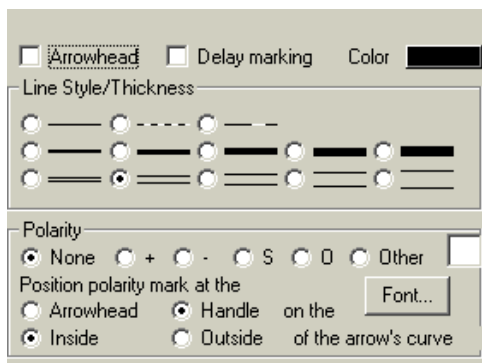 Arrowhead Delay marking Color
Line Style/Thickness
Polarity
None + - S O Other
Position polarity mark at the
Font...
Arrowhead Handle on the
Inside Outside of the arrow's curve